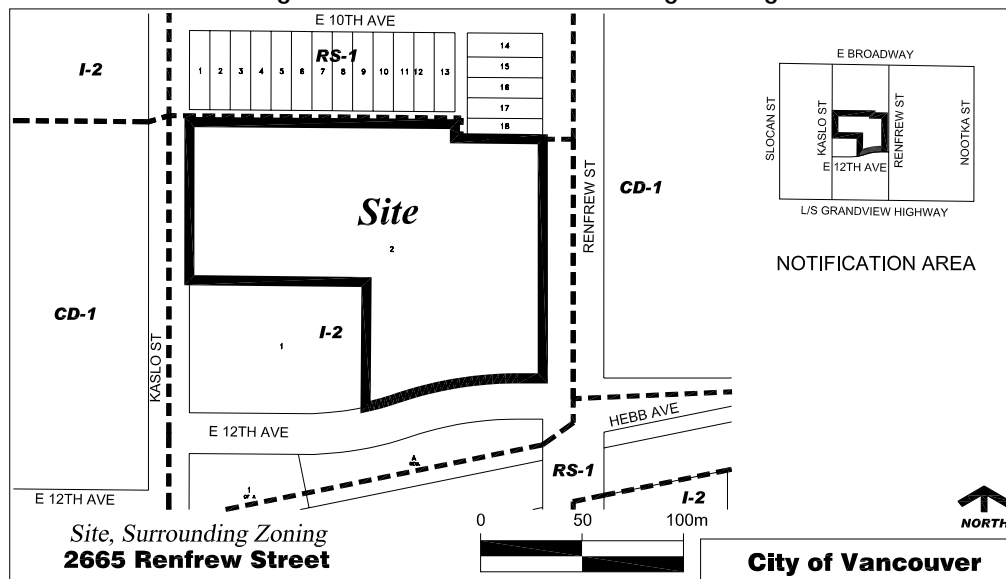 E 10TH AVE
I-2
RS-1
1 2 3 4 5 6 7 8 9 10 11 12 13
14
15
16
17
18
E BROADWAY
SLOCAN ST
KASLO ST
RENFREW ST
NOOTKA ST
E 12TH AVE
L/S GRANDVIEW HIGHWAY
NOTIFICATION AREA
Site
2
RENFREW ST
CD-1
CD-1
KASLO ST
I-2
1
E 12TH AVE
HEBB AVE
A
1
OF A
RS-1
I-2
E 12TH AVE
NORTH
Site, Surrounding Zoning
2665 Renfrew Street
0 50 100m
City of Vancouver